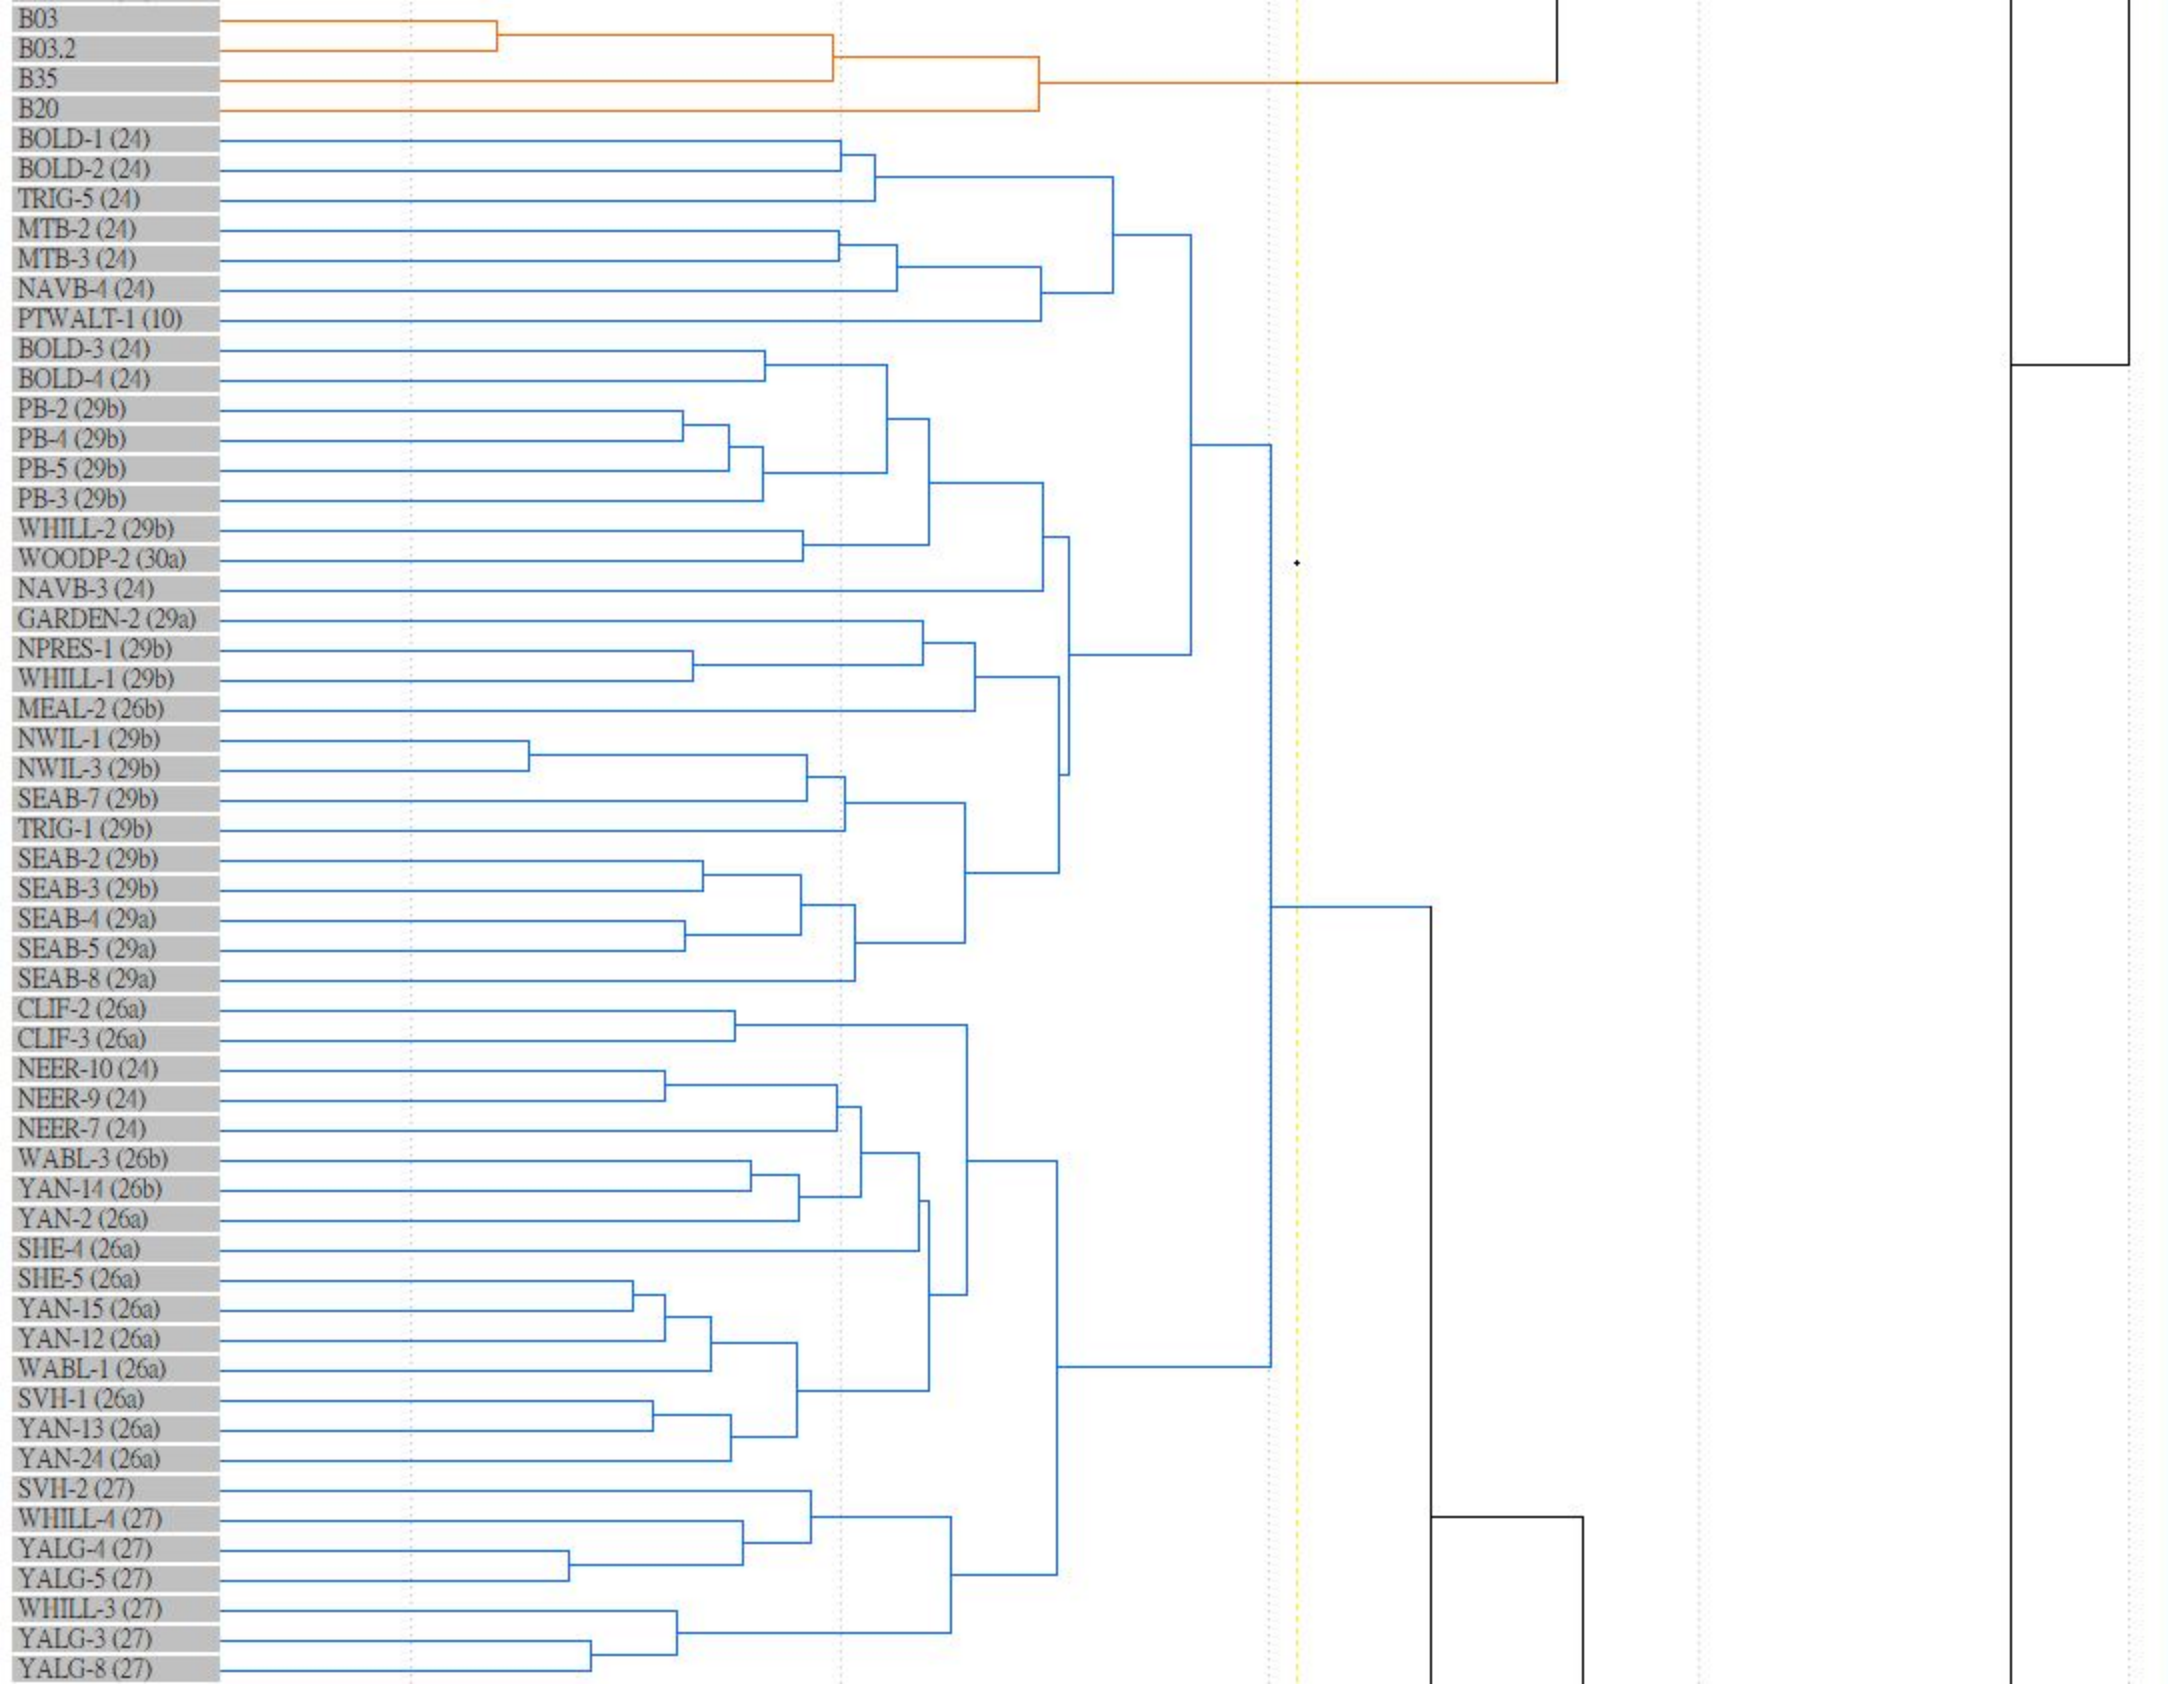 B03
B03.2
B35
B20
BOLD-1 (24)
BOLD-2 (24)
TRIG-5 (24)
MTB-2 (24)
MTB-3 (24)
NAVB-4 (24)
PTWALT-1 (10)
BOLD-3 (24)
BOLD-4 (24)
PB-2 (29b)
PB-4 (29b)
PB-5 (29b)
PB-3 (29b)
WHILL-2 (29b)
WOODP-2 (30a)
NAVB-3 (24)
GARDEN-2 (29a)
NPRES-1 (29b)
WHILL-1 (29b)
MEAL-2 (26b)
NWIL-1 (29b)
NWIL-3 (29b)
SEAB-7 (29b)
TRIG-1 (29b)
SEAB-2 (29b)
SEAB-3 (29b)
SEAB-4 (29a)
SEAB-5 (29a)
SEAB-8 (29a)
CLIF-2 (26a)
CLIF-3 (26a)
NEER-10 (24)
NEER-9 (24)
NEER-7 (24)
WABL-3 (26b)
YAN-14 (26b)
YAN-2 (26a)
SHE-4 (26a)
SHE-5 (26a)
YAN-15 (26a)
YAN-12 (26a)
WABL-1 (26a)
SVH-1 (26a)
YAN-13 (26a)
YAN-24 (26a)
SVH-2 (27)
WHILL-4 (27)
YALG-4 (27)
YALG-5 (27)
WHILL-3 (27)
YALG-3 (27)
YALG-8 (27)